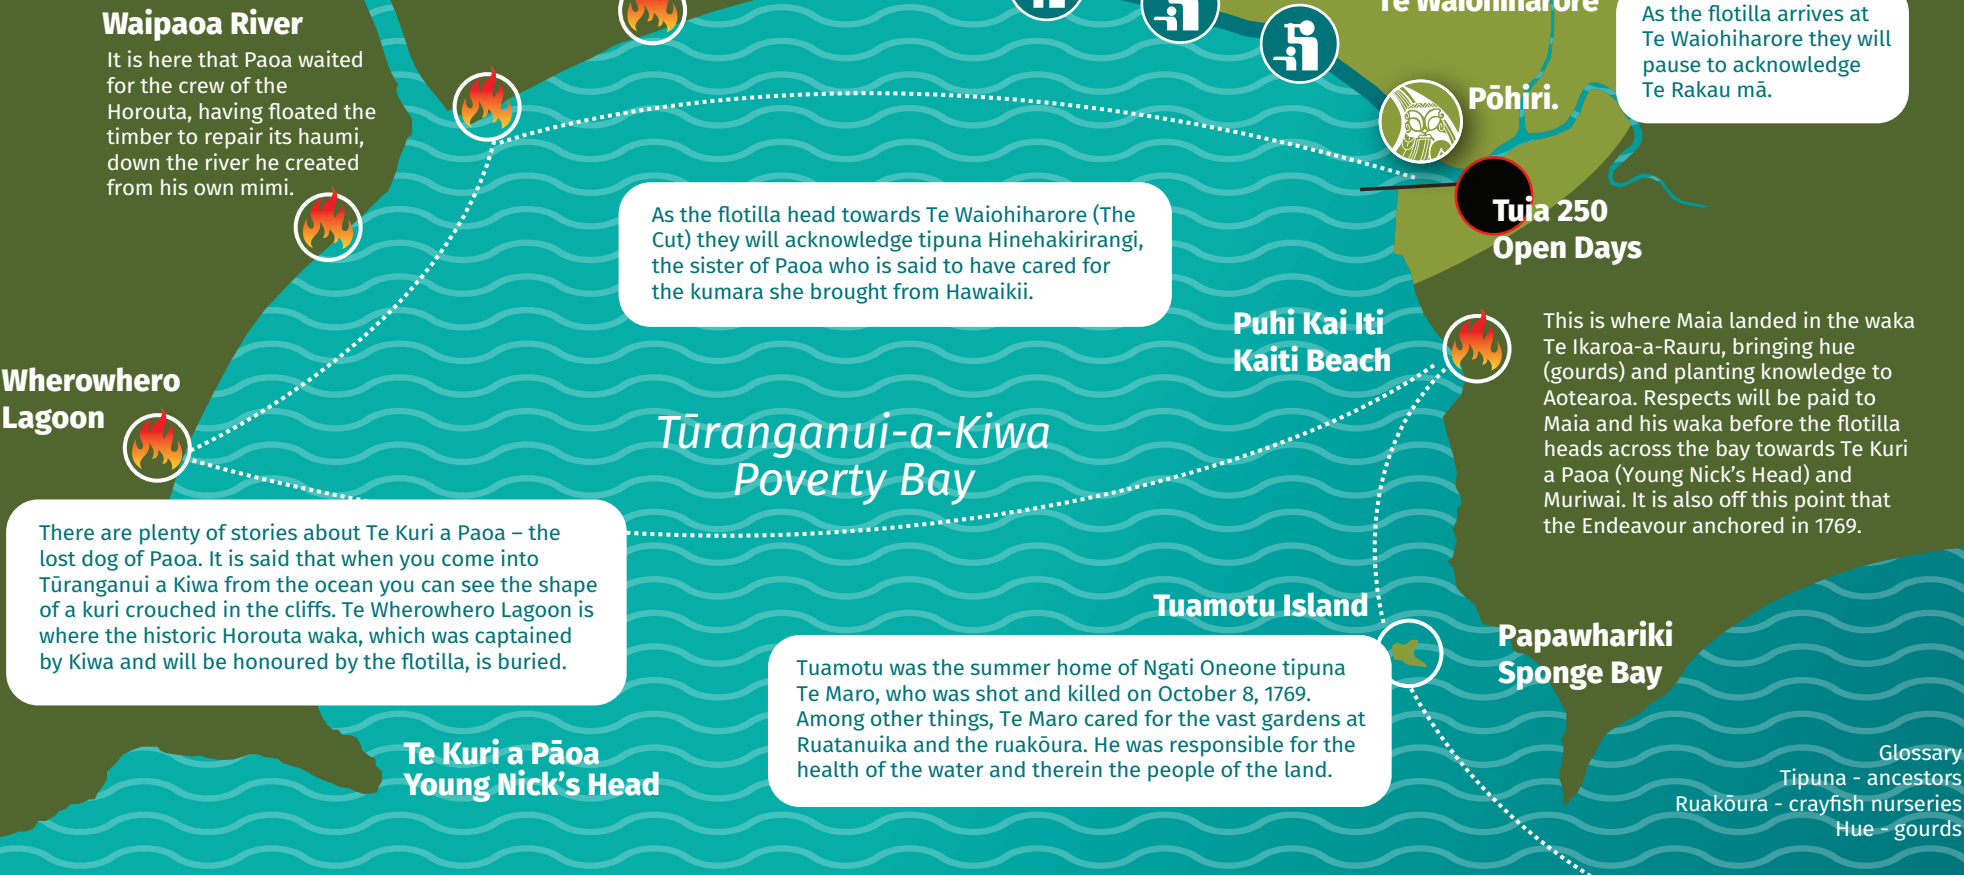 Waipaoa River
It is here that Paoa waited
for the crew of the
Horouta, having floated the
timber to repair its haumi,
down the river he created
from his own mimi.
Te Waiohiharore
As the flotilla arrives at
Te Waiohiharore they will
pause to acknowledge
Te Rakau mā.
Pōhiri.
Tuia 250
Open Days
As the flotilla head towards Te Waiohiharore (The
Cut) they will acknowledge tipuna Hinehakirirangi,
the sister of Paoa who is said to have cared for
the kumara she brought from Hawaikii.
Puhi Kai Iti
Kaiti Beach
This is where Maia landed in the waka
Te Ikaroa-a-Rauru, bringing hue
(gourds) and planting knowledge to
Aotearoa. Respects will be paid to
Maia and his waka before the flotilla
heads across the bay towards Te Kuri
a Paoa (Young Nick’s Head) and
Muriwai. It is also off this point that
the Endeavour anchored in 1769.
Wherowhero
Lagoon
Tūranganui-a-Kiwa
Poverty Bay
There are plenty of stories about Te Kuri a Paoa – the
lost dog of Paoa. It is said that when you come into
Tūranganui a Kiwa from the ocean you can see the shape
of a kuri crouched in the cliffs. Te Wherowhero Lagoon is
where the historic Horouta waka, which was captained
by Kiwa and will be honoured by the flotilla, is buried.
Tuamotu Island
Tuamotu was the summer home of Ngati Oneone tipuna
Te Maro, who was shot and killed on October 8, 1769.
Among other things, Te Maro cared for the vast gardens at
Ruatanuika and the ruakōura. He was responsible for the
health of the water and therein the people of the land.
Papawhariki
Sponge Bay
Te Kuri a Pāoa
Young Nick’s Head
Glossary
Tipuna - ancestors
Ruakōura - crayfish nurseries
Hue - gourds